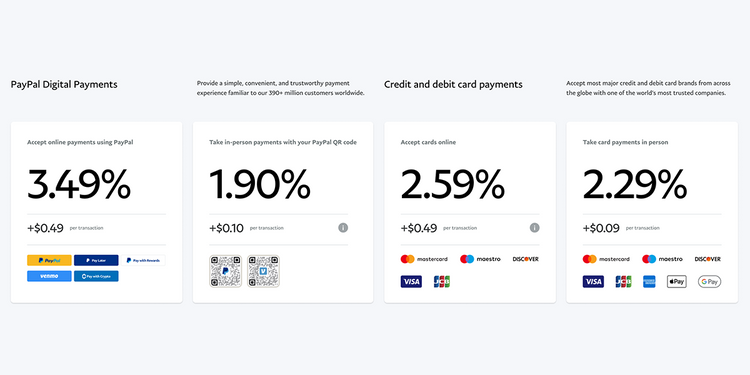 PayPal Digital Payments
Provide a simple, convenient, and trustworthy payment
experience familiar to our 390+ million customers worldwide.
Credit and debit card payments
Accept most major credit and debit card brands from across
the globe with one of the world's most trusted companies.
Accept online payments using PayPal
3.49%
+$0.49 per transaction
PayPal
Pay Later
Pay with Rewards
venmo
Pay with Crypto
Take in-person payments with your PayPal QR code
1.90%
+$0.10 per transaction
i
Accept cards online
2.59%
+$0.49 per transaction
i
mastercard
maestro
DISCOVER
VISA
JCB
Take card payments in person
2.29%
+$0.09 per transaction
mastercard
maestro
DISCOVER
VISA
JCB
Pay
G Pay